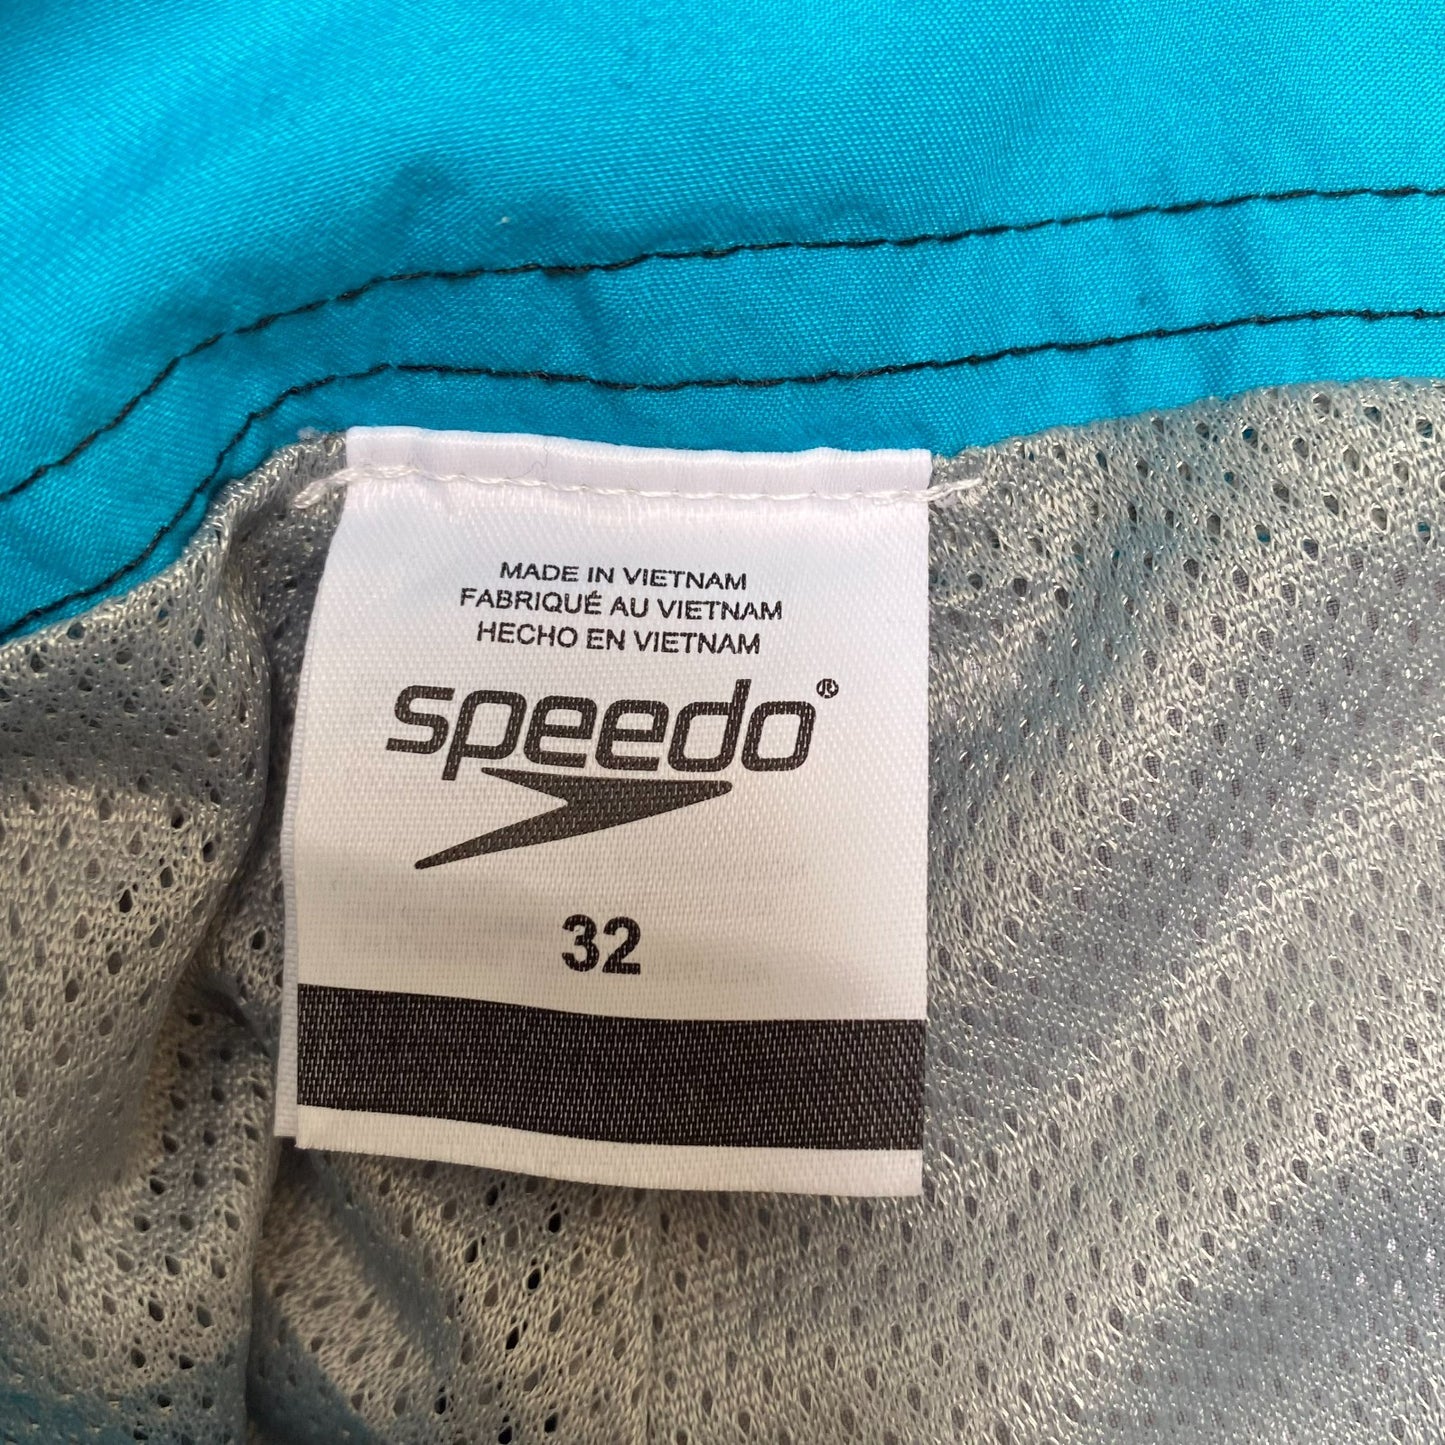 MADE IN VIETNAM
FABRIQUÉ AU VIETNAM
HECHO EN VIETNAM
speedo®
32